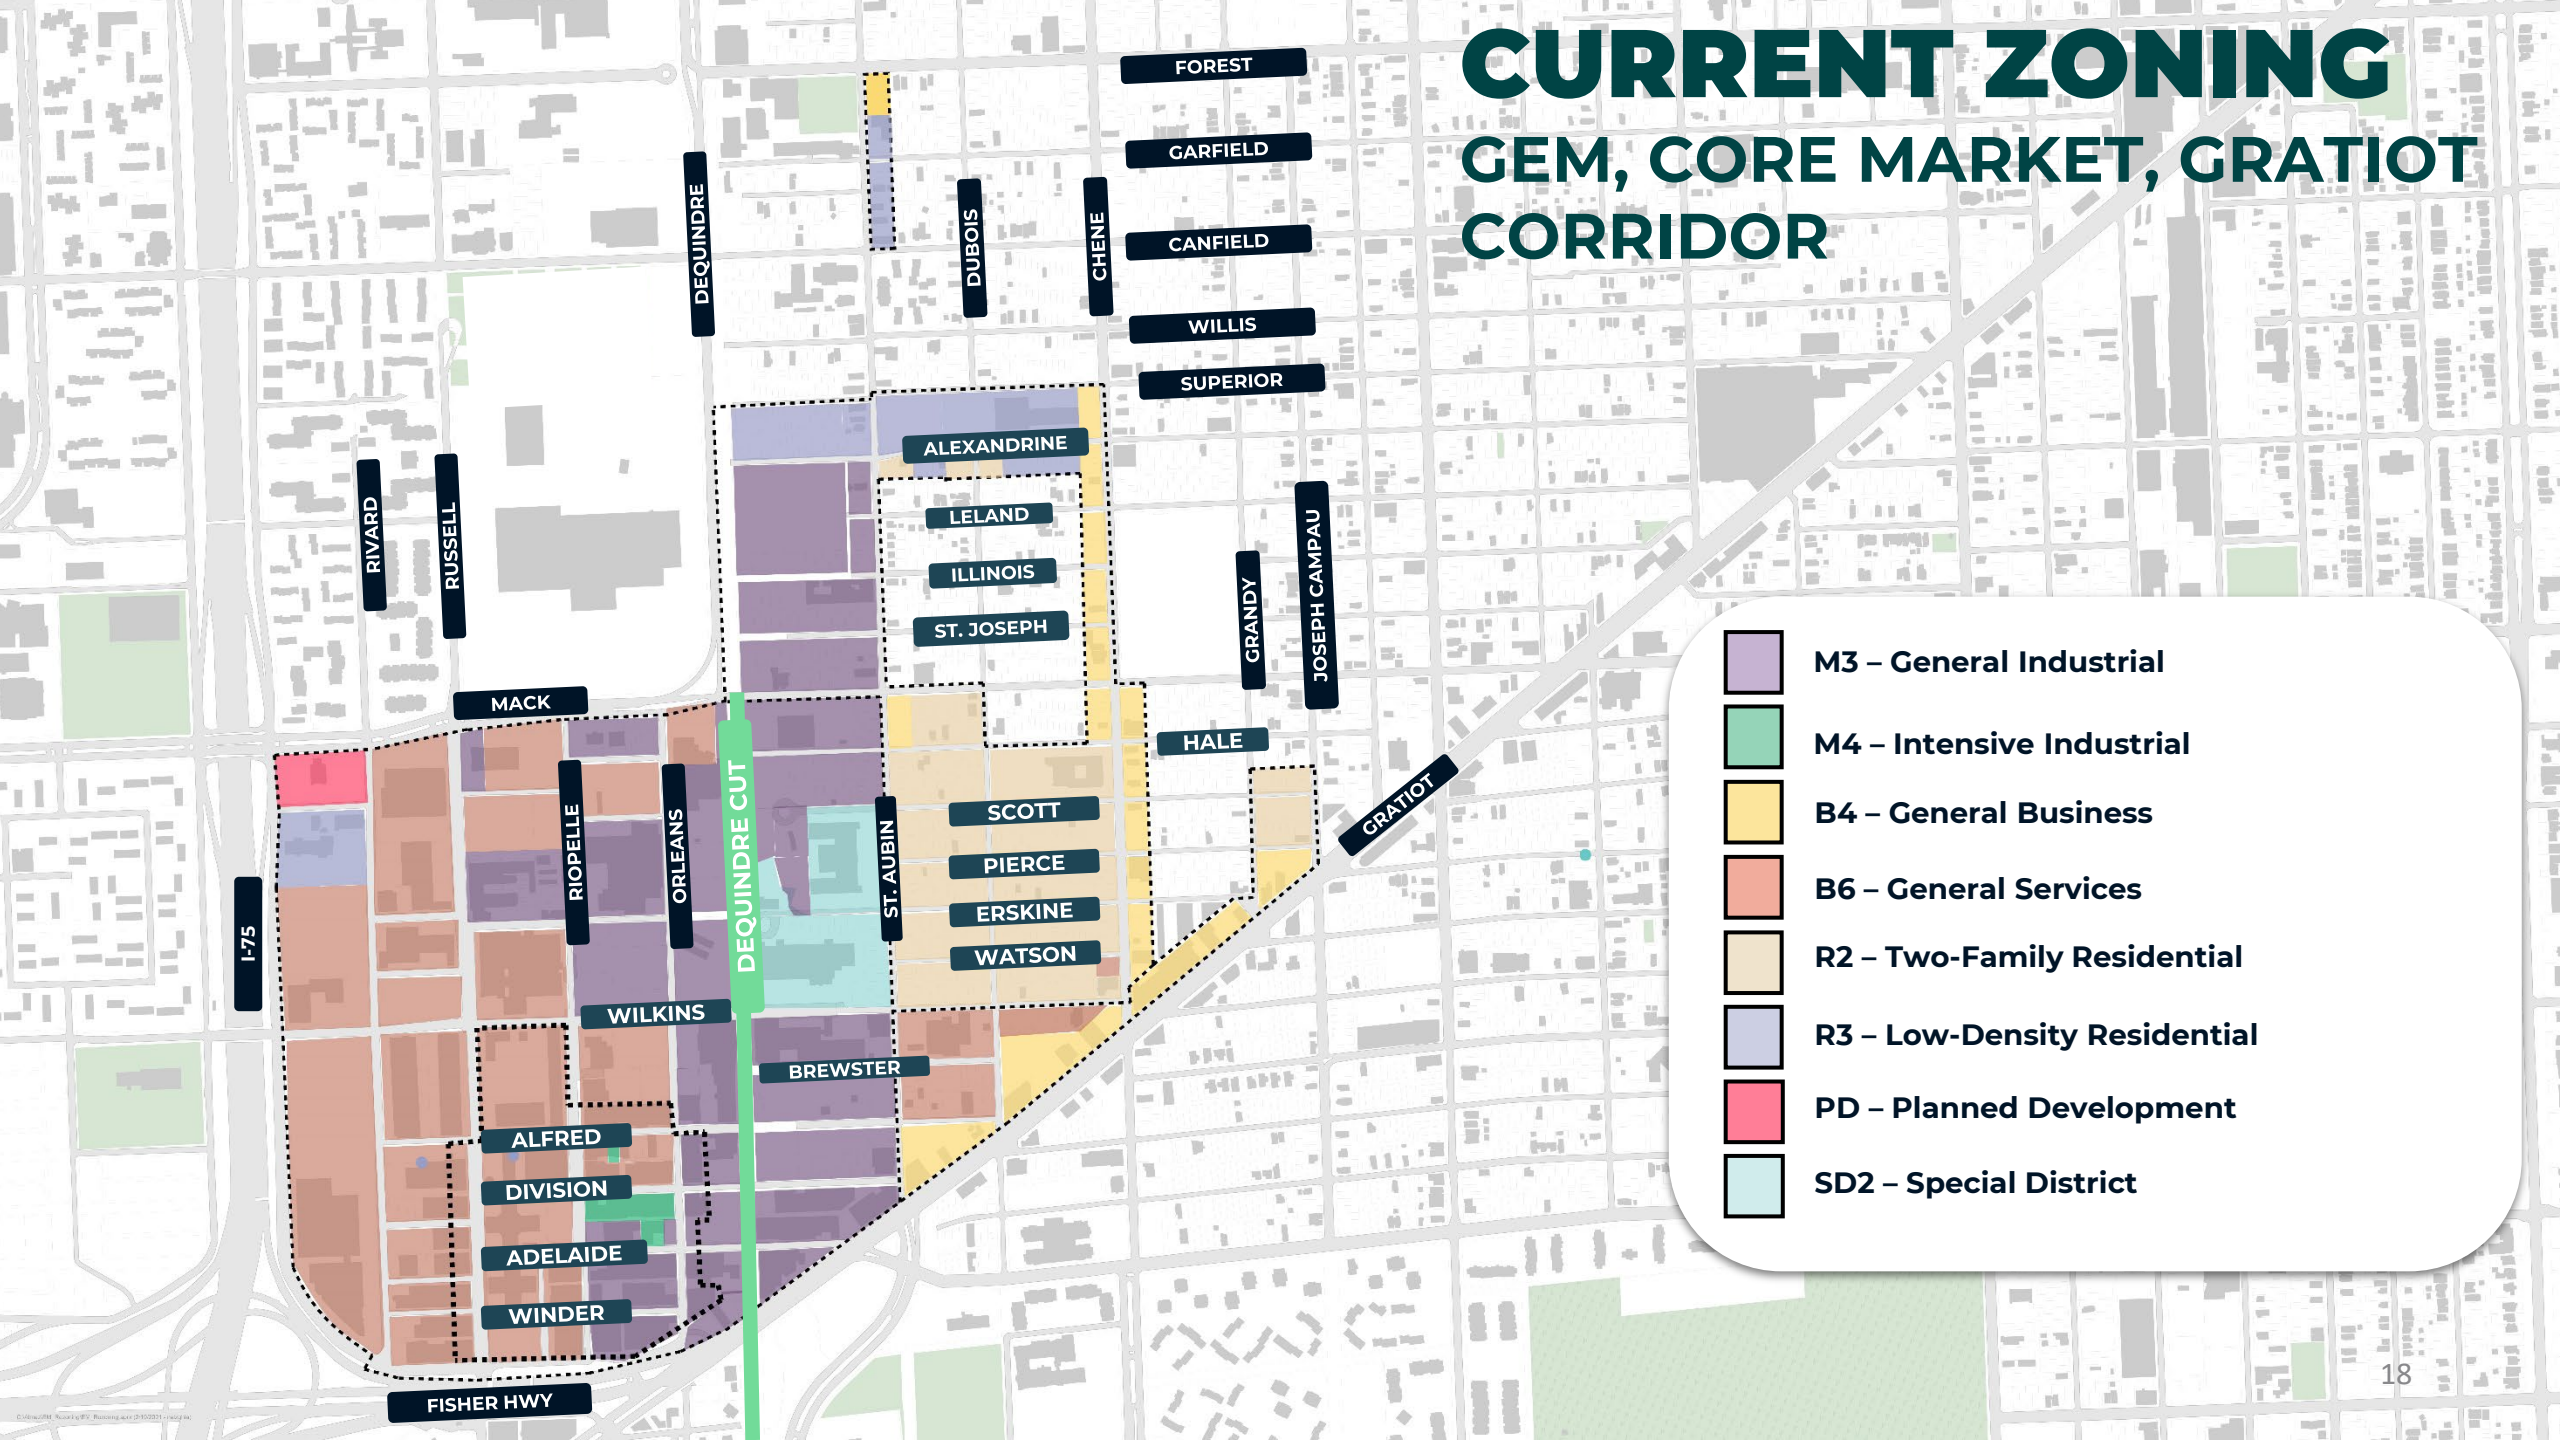 CURRENT ZONING
GEM, CORE MARKET, GRATIOT
CORRIDOR
FOREST
GARFIELD
CANFIELD
WILLIS
SUPERIOR
DEQUINDRE
DUBOIS
CHENE
ALEXANDRINE
LELAND
ILLINOIS
ST. JOSEPH
RIVARD
RUSSELL
GRANDY
JOSEPH CAMPAU
MACK
HALE
GRATIOT
RIOPELLE
ORLEANS
DEQUINDRE CUT
ST. AUBIN
SCOTT
PIERCE
ERSKINE
WATSON
I-75
WILKINS
BREWSTER
ALFRED
DIVISION
ADELAIDE
WINDER
FISHER HWY
M3 – General Industrial
M4 – Intensive Industrial
B4 – General Business
B6 – General Services
R2 – Two-Family Residential
R3 – Low-Density Residential
PD – Planned Development
SD2 – Special District
18